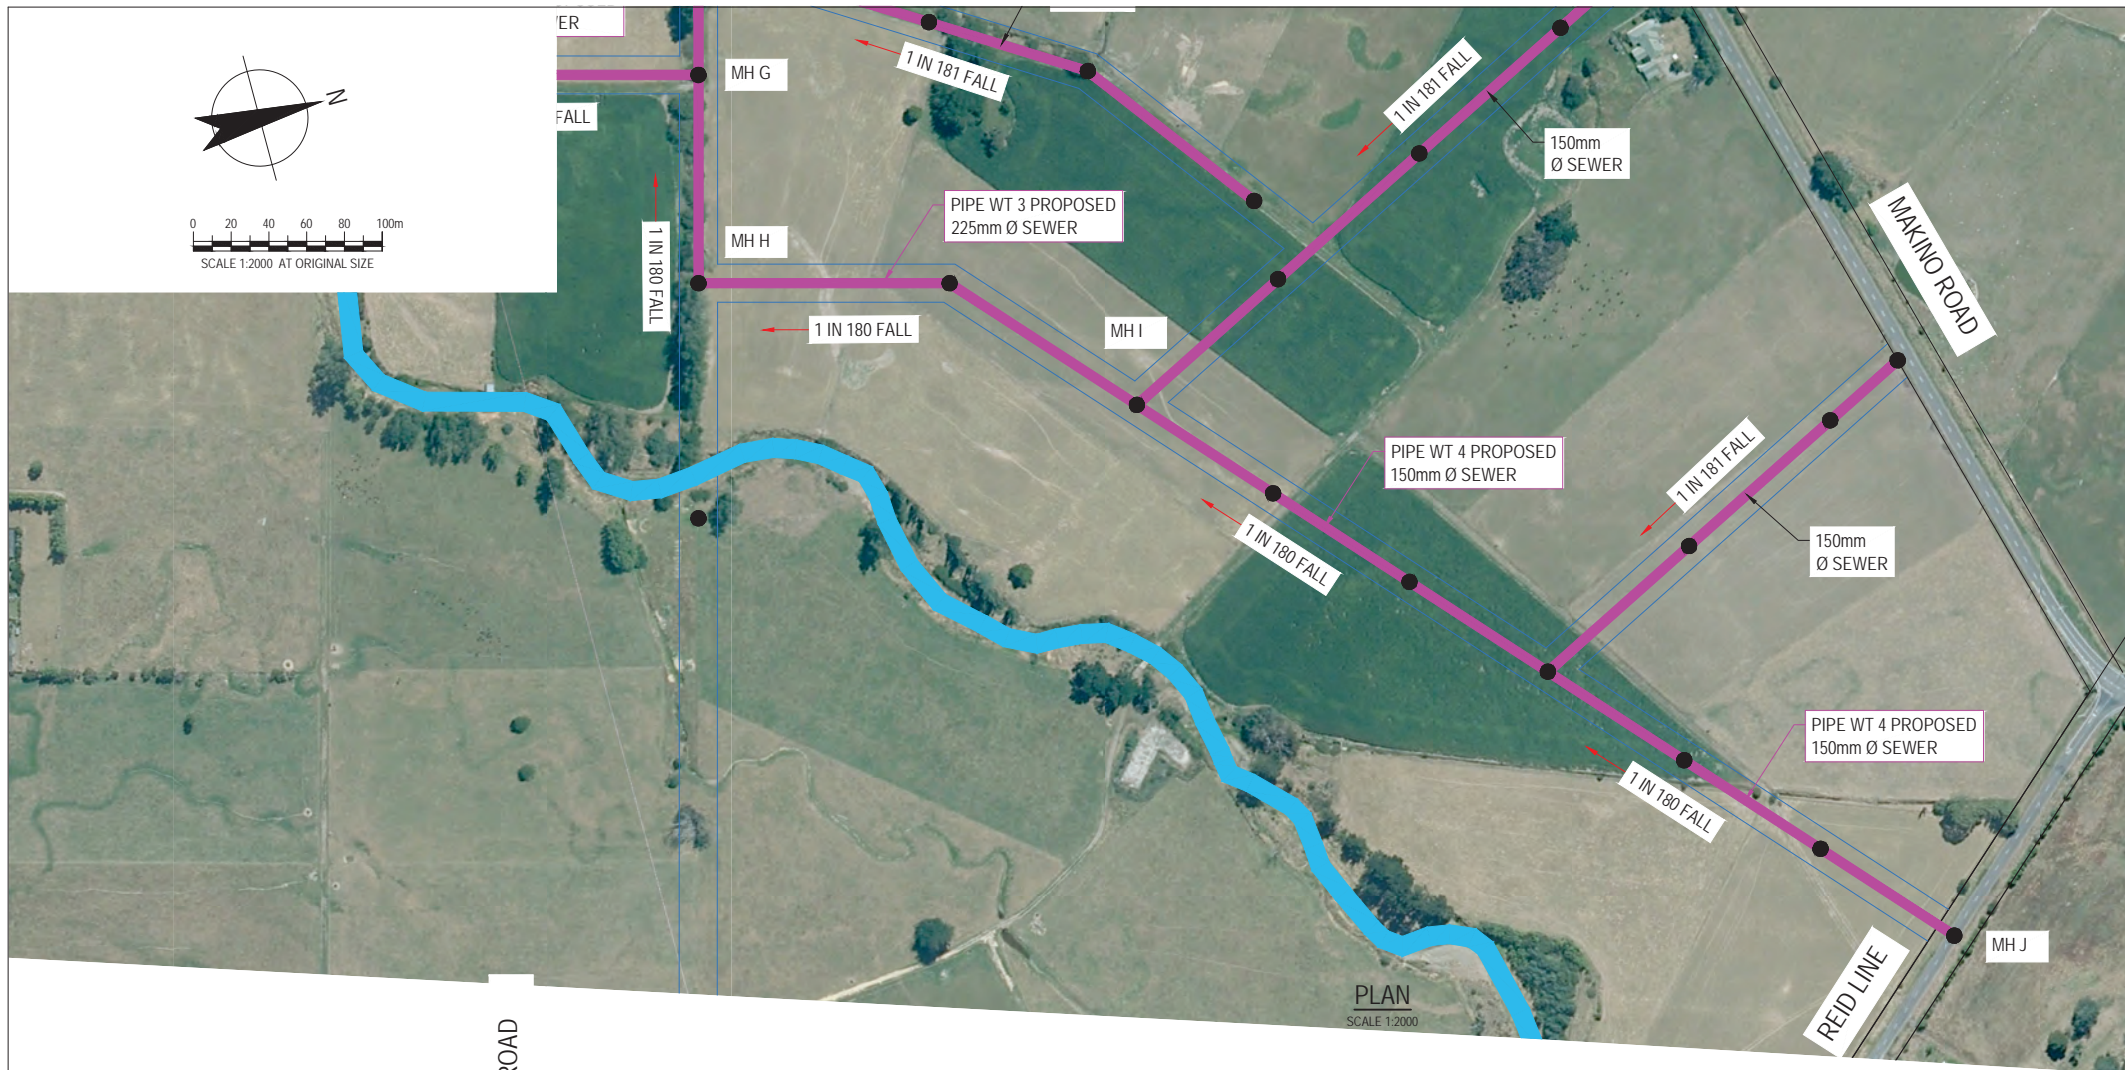 VER
MH G
FALL
N
0 20 40 60 80 100m
SCALE 1:2000 AT ORIGINAL SIZE
1 IN 181 FALL
1 IN 181 FALL
150mm
Ø SEWER
PIPE WT 3 PROPOSED
225mm Ø SEWER
MH H
1 IN 180 FALL
1 IN 180 FALL
MH I
MAKINO ROAD
PIPE WT 4 PROPOSED
150mm Ø SEWER
1 IN 181 FALL
1 IN 180 FALL
150mm
Ø SEWER
PIPE WT 4 PROPOSED
150mm Ø SEWER
1 IN 180 FALL
MH J
REID LINE
PLAN
SCALE 1:2000
ROAD